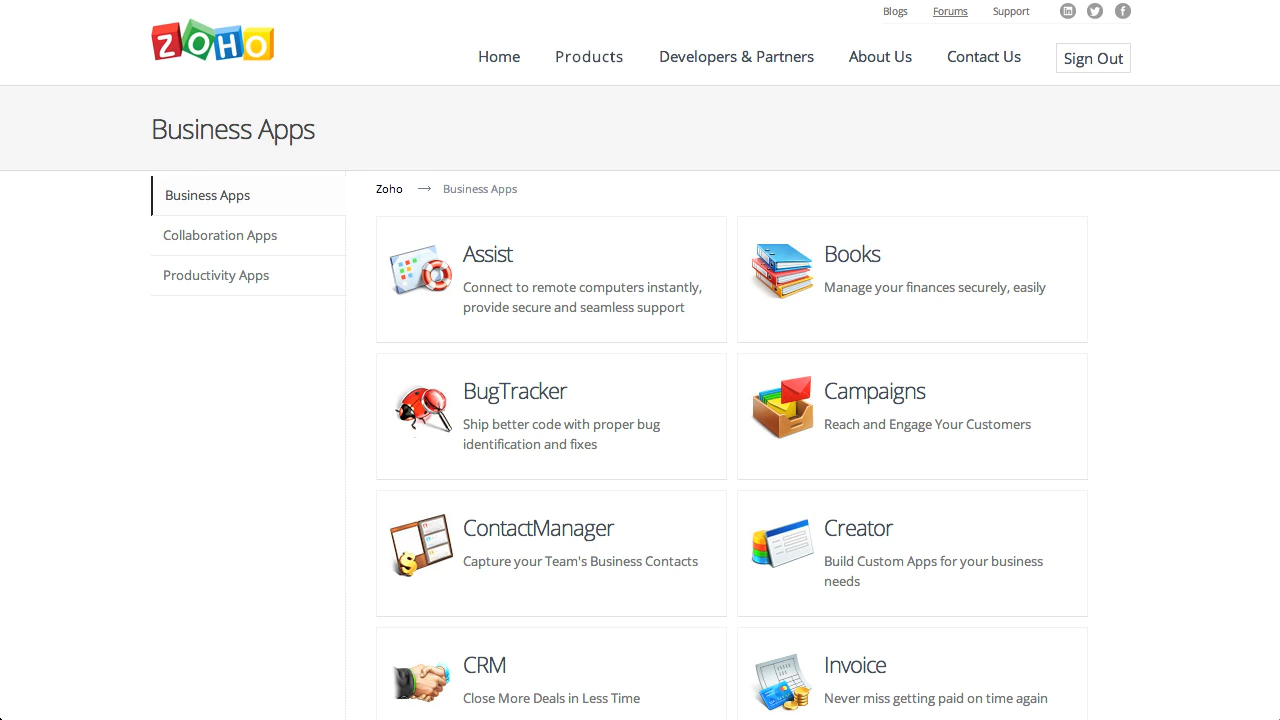 Blogs
Forums
Support
ZOHO
Home
Products
Developers & Partners
About Us
Contact Us
Sign Out
Business Apps
Business Apps
Collaboration Apps
Productivity Apps
Zoho → Business Apps
Assist
Connect to remote computers instantly,
provide secure and seamless support
Books
Manage your finances securely, easily
BugTracker
Ship better code with proper bug
identification and fixes
Campaigns
Reach and Engage Your Customers
ContactManager
Capture your Team's Business Contacts
Creator
Build Custom Apps for your business
needs
CRM
Close More Deals in Less Time
Invoice
Never miss getting paid on time again